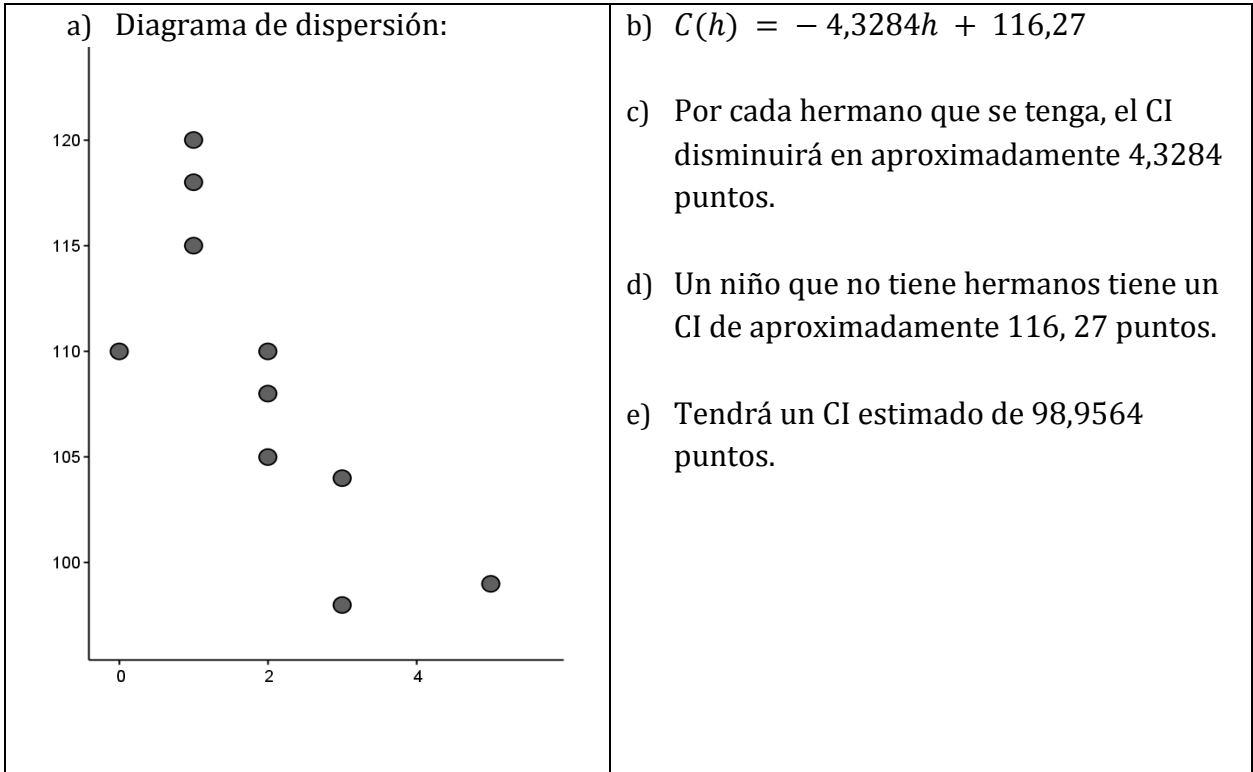 a) Diagrama de dispersión:
120
115
110
105
100
0 2 4
b) 𝐶(ℎ) = − 4,3284ℎ + 116,27
c) Por cada hermano que se tenga, el CI
disminuirá en aproximadamente 4,3284
puntos.
d) Un niño que no tiene hermanos tiene un
CI de aproximadamente 116, 27 puntos.
e) Tendrá un CI estimado de 98,9564
puntos.